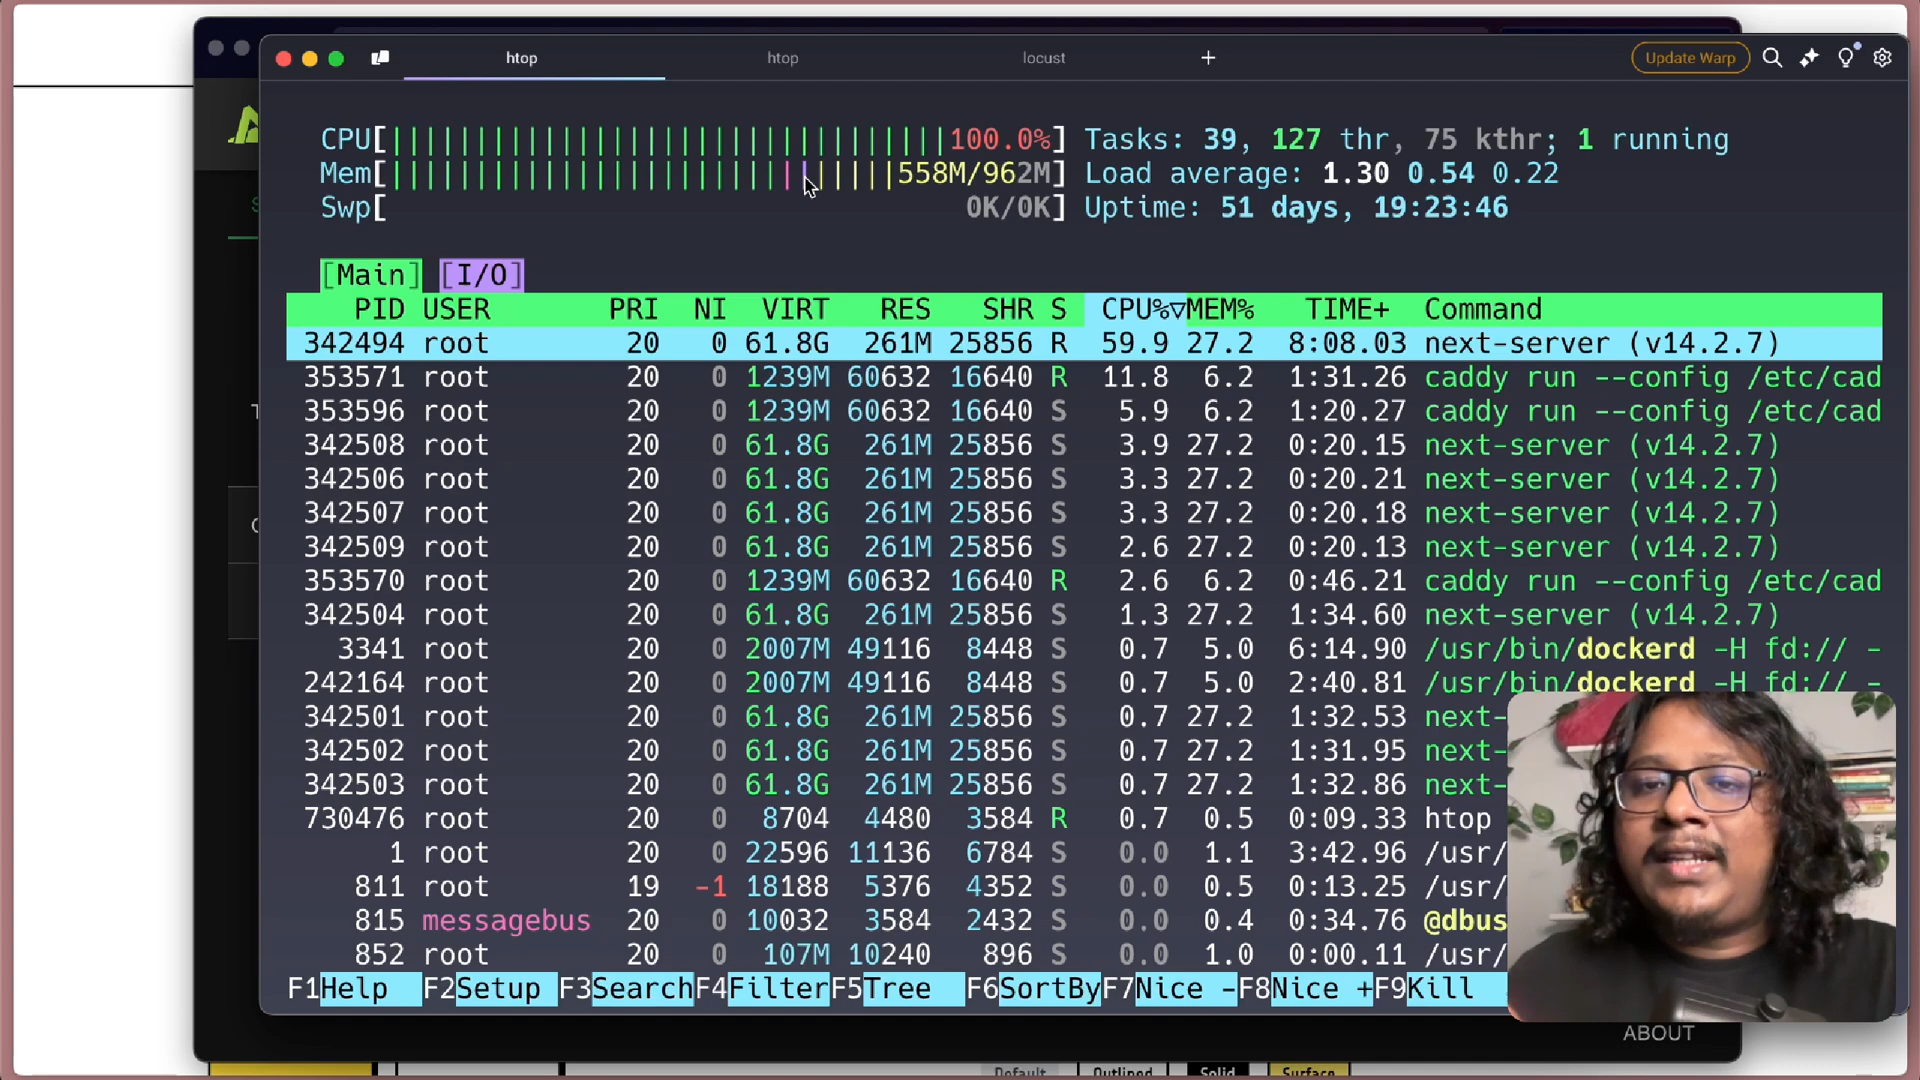 htop htop locust + Update Warp
CPU[||||||||||||||||||||||||||||||||||100.0%] Tasks: 39, 127 thr, 75 kthr; 1 running
Mem[||||||||||||||||||||||||||||||558M/962M] Load average: 1.30 0.54 0.22
Swp[ 0K/0K] Uptime: 51 days, 19:23:46
[Main] [I/O]
PID USER PRI NI VIRT RES SHR S CPU%▽MEM% TIME+ Command
342494 root 20 0 61.8G 261M 25856 R 59.9 27.2 8:08.03 next-server (v14.2.7)
353571 root 20 0 1239M 60632 16640 R 11.8 6.2 1:31.26 caddy run --config /etc/cad
353596 root 20 0 1239M 60632 16640 S 5.9 6.2 1:20.27 caddy run --config /etc/cad
342508 root 20 0 61.8G 261M 25856 S 3.9 27.2 0:20.15 next-server (v14.2.7)
342506 root 20 0 61.8G 261M 25856 S 3.3 27.2 0:20.21 next-server (v14.2.7)
342507 root 20 0 61.8G 261M 25856 S 3.3 27.2 0:20.18 next-server (v14.2.7)
342509 root 20 0 61.8G 261M 25856 S 2.6 27.2 0:20.13 next-server (v14.2.7)
353570 root 20 0 1239M 60632 16640 R 2.6 6.2 0:46.21 caddy run --config /etc/cad
342504 root 20 0 61.8G 261M 25856 S 1.3 27.2 1:34.60 next-server (v14.2.7)
3341 root 20 0 2007M 49116 8448 S 0.7 5.0 6:14.90 /usr/bin/dockerd -H fd:// -
242164 root 20 0 2007M 49116 8448 S 0.7 5.0 2:40.81 /usr/bin/dockerd -H fd:// -
342501 root 20 0 61.8G 261M 25856 S 0.7 27.2 1:32.53 next-
342502 root 20 0 61.8G 261M 25856 S 0.7 27.2 1:31.95 next-
342503 root 20 0 61.8G 261M 25856 S 0.7 27.2 1:32.86 next-
730476 root 20 0 8704 4480 3584 R 0.7 0.5 0:09.33 htop
1 root 20 0 22596 11136 6784 S 0.0 1.1 3:42.96 /usr/
811 root 19 -1 18188 5376 4352 S 0.0 0.5 0:13.25 /usr/
815 messagebus 20 0 10032 3584 2432 S 0.0 0.4 0:34.76 @dbus
852 root 20 0 107M 10240 896 S 0.0 1.0 0:00.11 /usr/
F1Help F2Setup F3Search F4Filter F5Tree F6SortBy F7Nice - F8Nice + F9Kill
ABOUT
Default Outlined Solid Surface